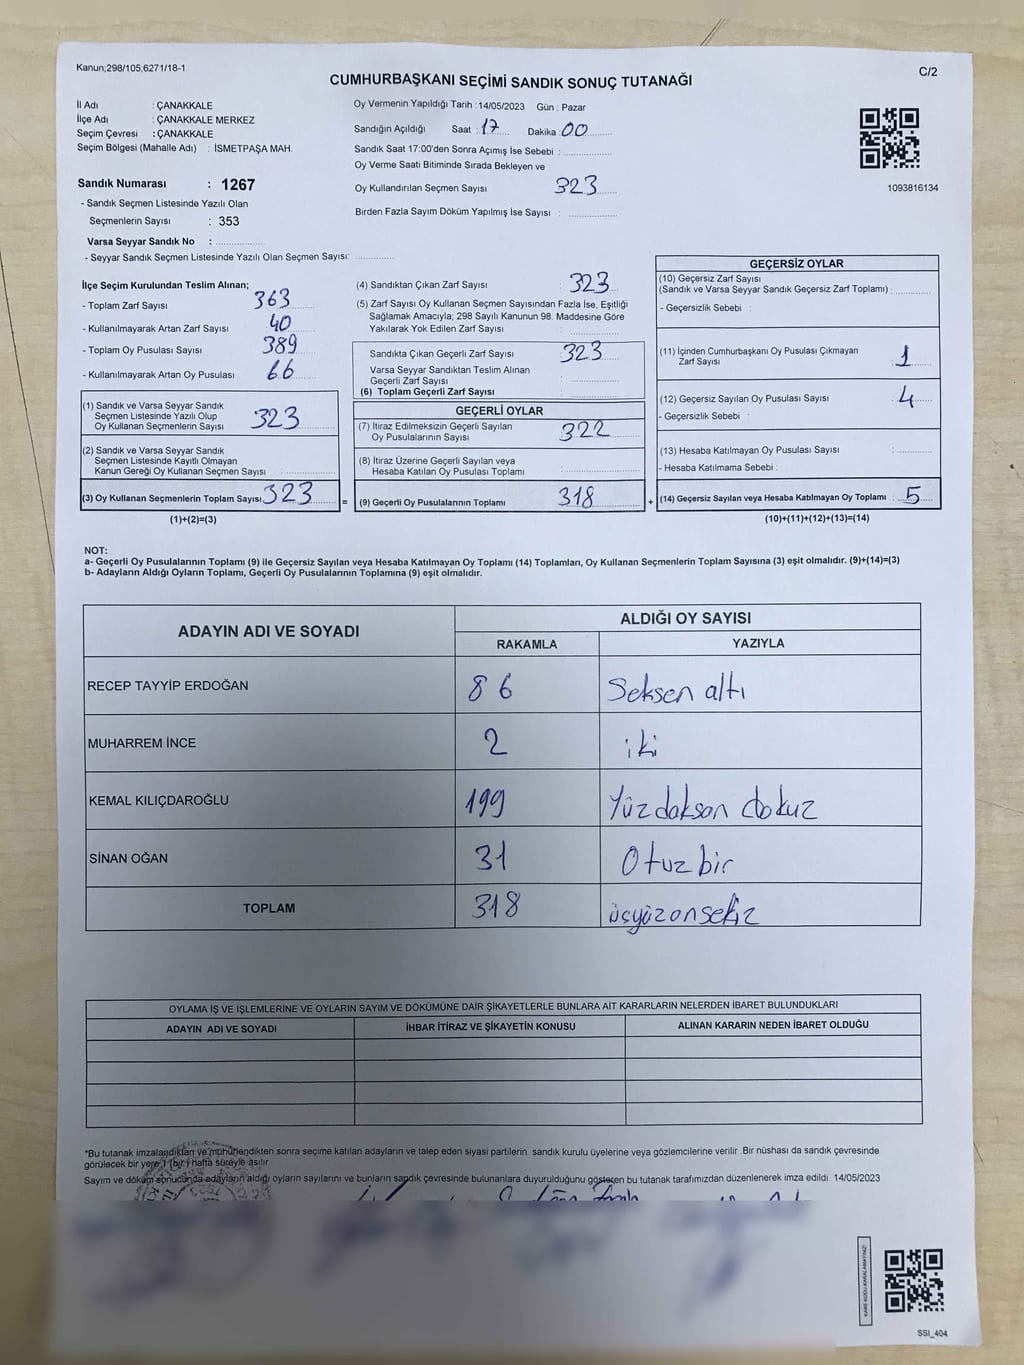 Kanun;298/105,6271/18-1
C/2
CUMHURBAŞKANI SEÇİMİ SANDIK SONUÇ TUTANAĞI
İl Adı : ÇANAKKALE
İlçe Adı : ÇANAKKALE MERKEZ
Seçim Çevresi : ÇANAKKALE
Seçim Bölgesi (Mahalle Adı) : İSMETPAŞA MAH.
Sandık Numarası : 1267
- Sandık Seçmen Listesinde Yazılı Olan
Seçmenlerin Sayısı : 353
Varsa Seyyar Sandık No :
- Seyyar Sandık Seçmen Listesinde Yazılı Olan Seçmen Sayısı:
Oy Vermenin Yapıldığı Tarih : 14/05/2023 Gün : Pazar
Sandığın Açıldığı Saat : 17 Dakika : 00
Sandık Saat 17:00'den Sonra Açımış İse Sebebi :
Oy Verme Saati Bitiminde Sırada Bekleyen ve
Oy Kullandırılan Seçmen Sayısı 323
Birden Fazla Sayım Döküm Yapılmış İse Sayısı :
1093816134
İlçe Seçim Kurulundan Teslim Alınan;
- Toplam Zarf Sayısı 363
- Kullanılmayarak Artan Zarf Sayısı 40
- Toplam Oy Pusulası Sayısı 389
- Kullanılmayarak Artan Oy Pusulası 66
(1) Sandık ve Varsa Seyyar Sandık
Seçmen Listesinde Yazılı Olup
Oy Kullanan Seçmenlerin Sayısı 323
(2) Sandık ve Varsa Seyyar Sandık
Seçmen Listesinde Kayıtlı Olmayan
Kanun Gereği Oy Kullanan Seçmen Sayısı :
(3) Oy Kullanan Seçmenlerin Toplam Sayısı 323 =
(1)+(2)=(3)
(4) Sandıktan Çıkan Zarf Sayısı 323
(5) Zarf Sayısı Oy Kullanan Seçmen Sayısından Fazla İse, Eşitliği
Sağlamak Amacıyla; 298 Sayılı Kanunun 98. Maddesine Göre
Yakılarak Yok Edilen Zarf Sayısı :
Sandıkta Çıkan Geçerli Zarf Sayısı : 323
Varsa Seyyar Sandıktan Teslim Alınan
Geçerli Zarf Sayısı :
(6) Toplam Geçerli Zarf Sayısı :
GEÇERLİ OYLAR
(7) İtiraz Edilmeksizin Geçerli Sayılan
Oy Pusulalarının Sayısı 322
(8) İtiraz Üzerine Geçerli Sayılan veya
Hesaba Katılan Oy Pusulası Toplamı :
(9) Geçerli Oy Pusulalarının Toplamı 318 +
GEÇERSİZ OYLAR
(10) Geçersiz Zarf Sayısı
(Sandık ve Varsa Seyyar Sandık Geçersiz Zarf Toplamı) :
- Geçersizlik Sebebi :
(11) İçinden Cumhurbaşkanı Oy Pusulası Çıkmayan
Zarf Sayısı : 1
(12) Geçersiz Sayılan Oy Pusulası Sayısı : 4
- Geçersizlik Sebebi :
(13) Hesaba Katılmayan Oy Pusulası Sayısı :
- Hesaba Katılmama Sebebi :
(14) Geçersiz Sayılan veya Hesaba Katılmayan Oy Toplamı : 5
(10)+(11)+(12)+(13)=(14)
NOT:
a- Geçerli Oy Pusulalarının Toplamı (9) ile Geçersiz Sayılan veya Hesaba Katılmayan Oy Toplamı (14) Toplamları, Oy Kullanan Seçmenlerin Toplam Sayısına (3) eşit olmalıdır. (9)+(14)=(3)
b- Adayların Aldığı Oyların Toplamı, Geçerli Oy Pusulalarının Toplamına (9) eşit olmalıdır.
ADAYIN ADI VE SOYADI
ALDIĞI OY SAYISI
RAKAMLA YAZIYLA
RECEP TAYYİP ERDOĞAN 86 Seksen altı
MUHARREM İNCE 2 iki
KEMAL KILIÇDAROĞLU 199 Yüzdokson dokuz
SİNAN OĞAN 31 Otuz bir
TOPLAM 318 üçyüzonsekiz
OYLAMA İŞ VE İŞLEMLERİNE VE OYLARIN SAYIM VE DÖKÜMÜNE DAİR ŞİKAYETLERLE BUNLARA AİT KARARLARIN NELERDEN İBARET BULUNDUKLARI
ADAYIN ADI VE SOYADI İHBAR İTİRAZ VE ŞİKAYETİN KONUSU ALINAN KARARIN NEDEN İBARET OLDUĞU
*Bu tutanak imzalandıktan ve mühürlendikten sonra seçime katılan adayların ve talep eden siyasi partilerin sandık kurulu üyelerine veya gözlemcilerine verilir .Bir nüshası da sandık çevresinde
görülecek bir yere 1 (bir ) hafta süreyle asılır
Sayım ve döküm sonucunda adayların aldığı oyların sayılarını ve bunların sandık çevresinde bulunanlara duyurulduğunu gösteren bu tutanak tarafımızdan düzenlenerek imza edildi. 14/05/2023
SSI_404